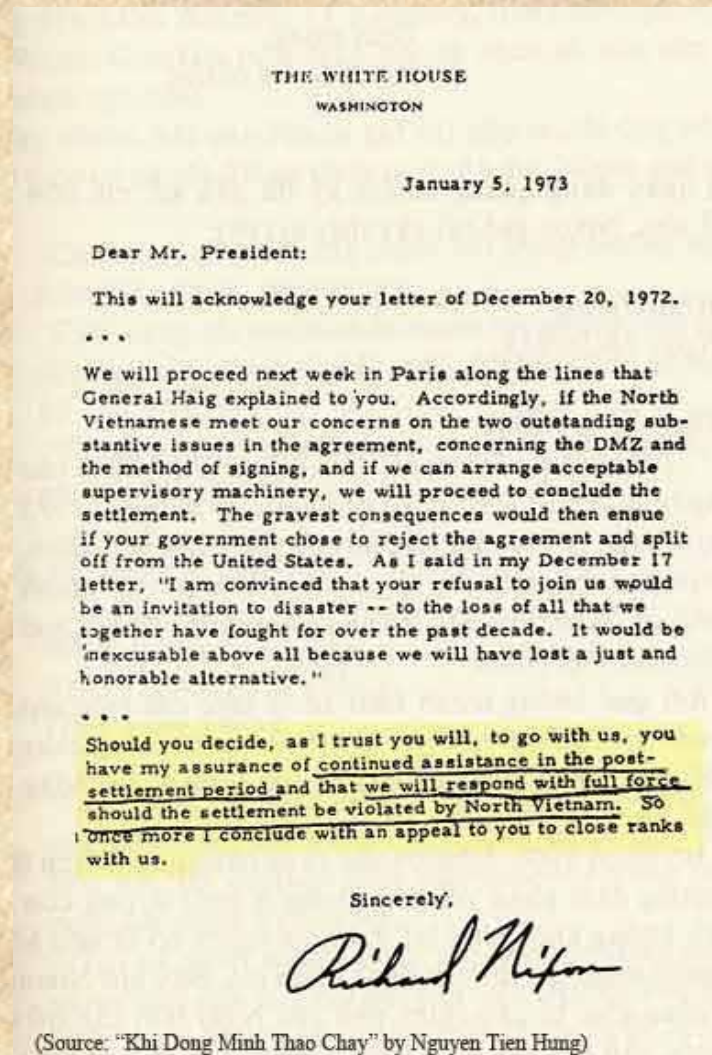 THE WHITE HOUSE
WASHINGTON
January 5, 1973
Dear Mr. President:
This will acknowledge your letter of December 20, 1972.
...
We will proceed next week in Paris along the lines that
General Haig explained to you. Accordingly, if the North
Vietnamese meet our concerns on the two outstanding sub-
stantive issues in the agreement, concerning the DMZ and
the method of signing, and if we can arrange acceptable
supervisory machinery, we will proceed to conclude the
settlement. The gravest consequences would then ensue
if your government chose to reject the agreement and split
off from the United States. As I said in my December 17
letter, "I am convinced that your refusal to join us would
be an invitation to disaster -- to the loss of all that we
together have fought for over the past decade. It would be
inexcusable above all because we will have lost a just and
honorable alternative."
...
Should you decide, as I trust you will, to go with us, you
have my assurance of continued assistance in the post-
settlement period and that we will respond with full force
should the settlement be violated by North Vietnam. So
once more I conclude with an appeal to you to close ranks
with us.
Sincerely,
Richard Nixon
(Source: "Khi Dong Minh Thao Chay" by Nguyen Tien Hung)